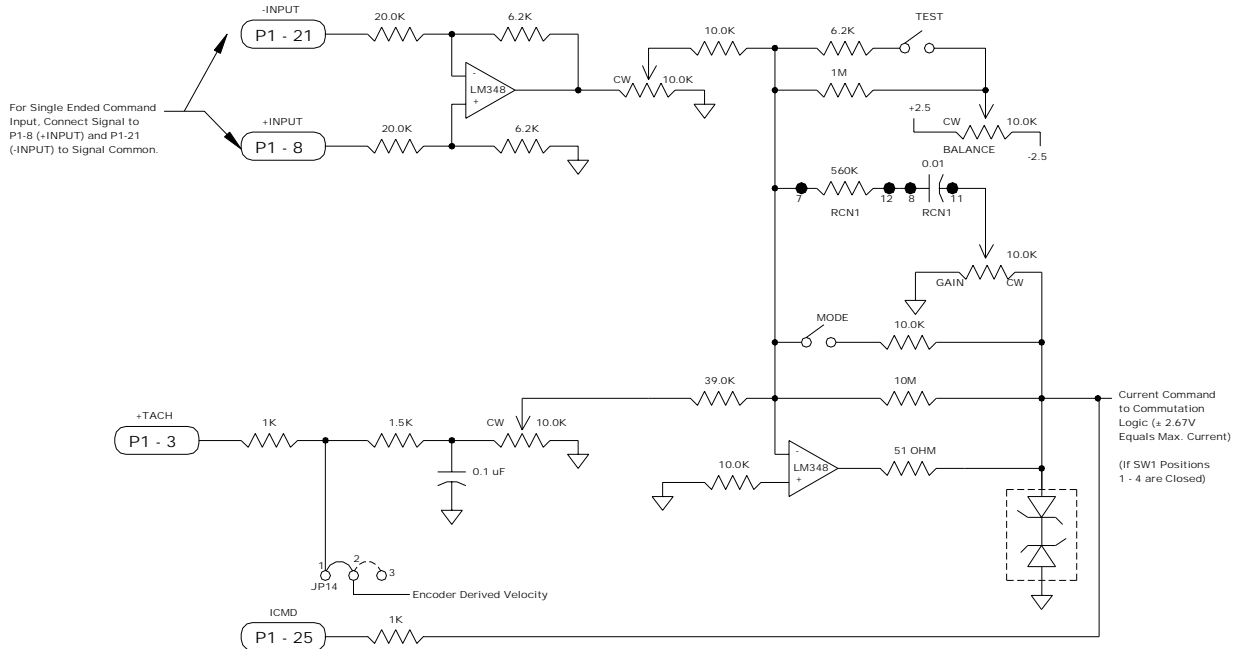 -INPUT
P1 - 21
20.0K
6.2K
-
LM348
+
For Single Ended Command
Input, Connect Signal to
P1-8 (+INPUT) and P1-21
(-INPUT) to Signal Common.
+INPUT
P1 - 8
20.0K
6.2K
CW
10.0K
10.0K
6.2K
TEST
1M
+2.5
CW
10.0K
BALANCE
-2.5
560K
0.01
7
12
8
11
RCN1
RCN1
10.0K
GAIN
CW
MODE
10.0K
39.0K
10M
Current Command
to Commutation
Logic (± 2.67V
Equals Max. Current)
(If SW1 Positions
1 - 4 are Closed)
+TACH
P1 - 3
1K
1.5K
CW
10.0K
0.1 uF
10.0K
-
LM348
+
51 OHM
1
2
3
JP14
Encoder Derived Velocity
ICMD
P1 - 25
1K